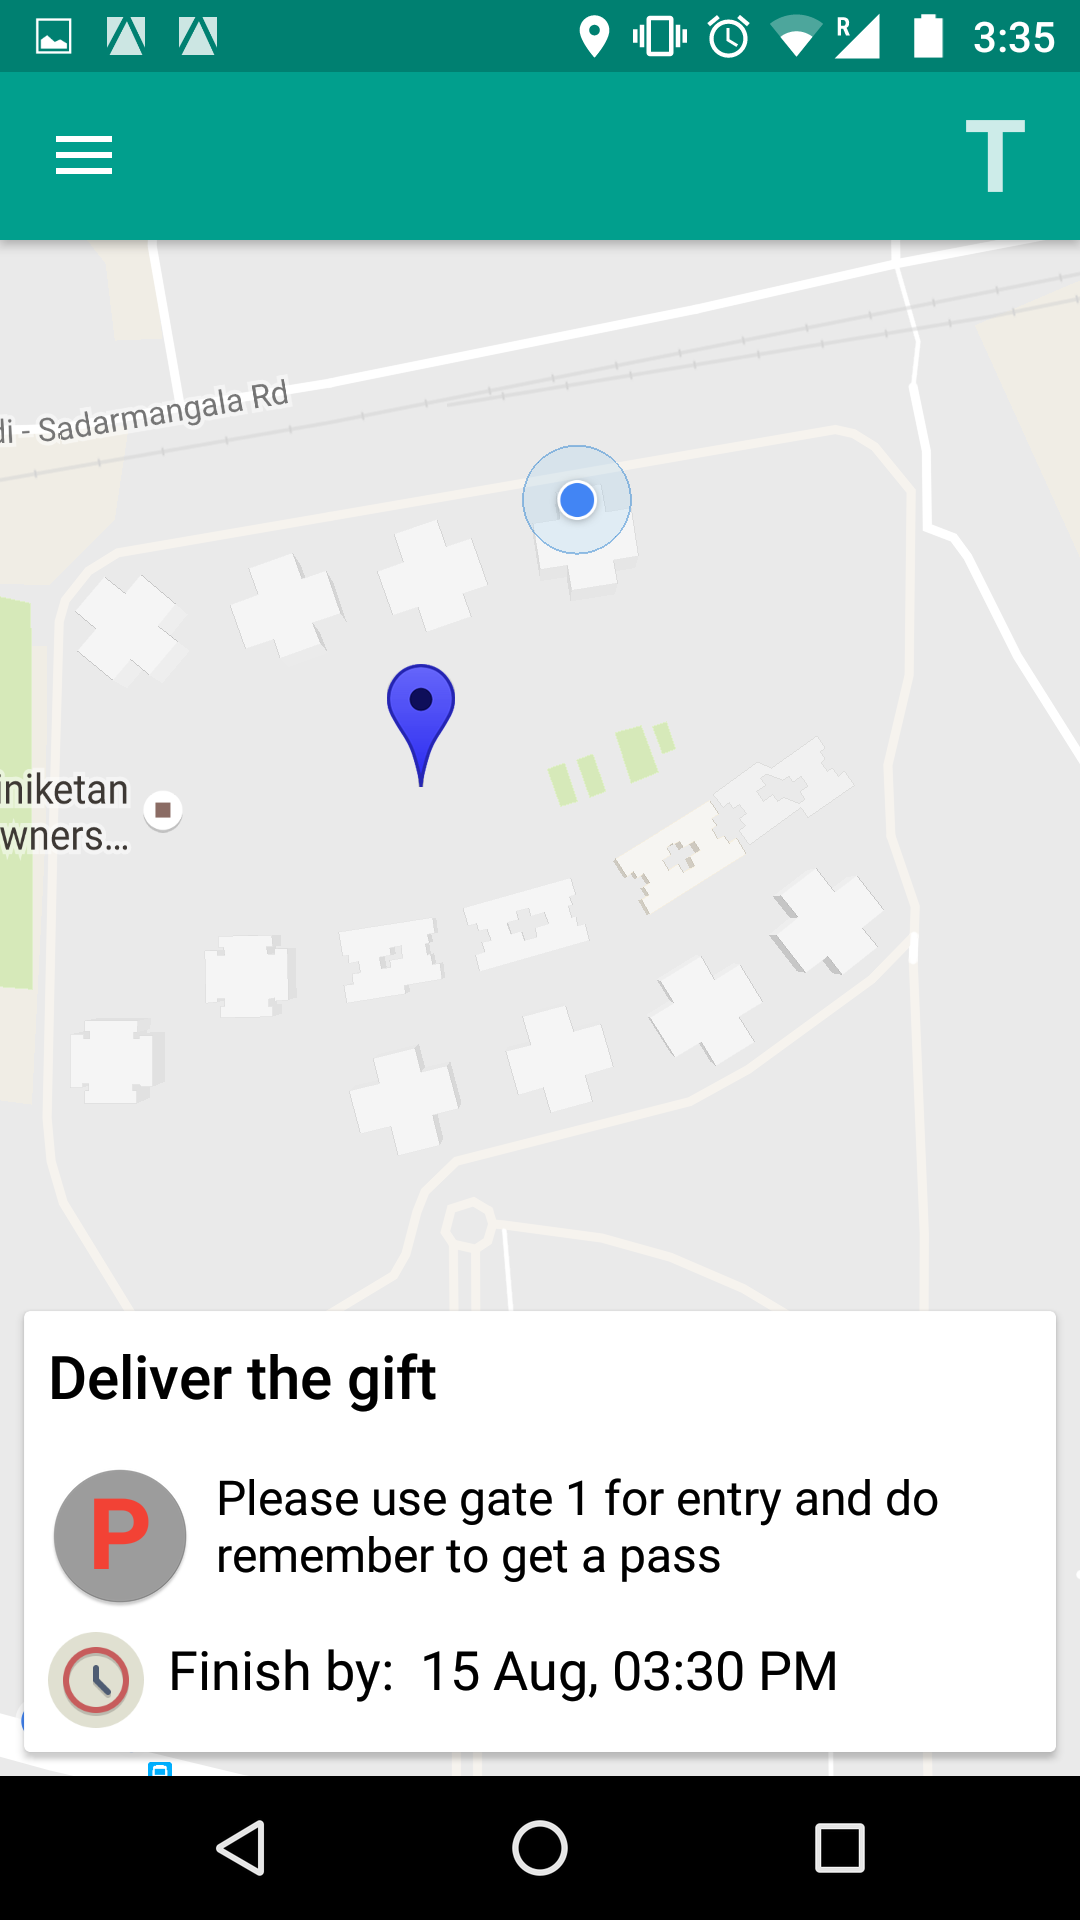 R
3:35
T
di - Sadarmangala Rd
iniketan
wners...
Deliver the gift
P
Please use gate 1 for entry and do
remember to get a pass
Finish by: 15 Aug, 03:30 PM